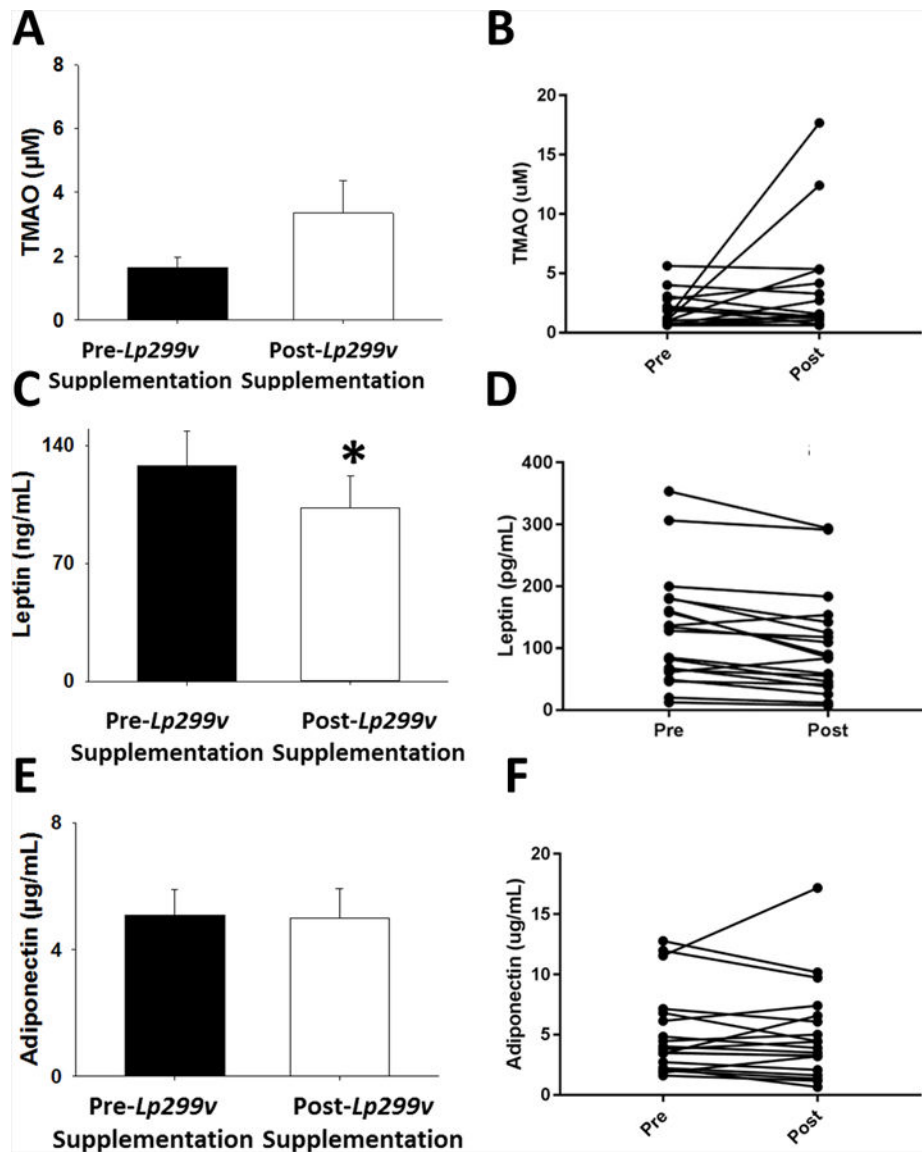 A
TMAO (µM)
8
6
4
2
0
Pre-Lp299v Post-Lp299v
Supplementation Supplementation
B
TMAO (uM)
20
15
10
5
0
Pre
Post
C
Leptin (ng/mL)
140
70
0
*
Pre-Lp299v Post-Lp299v
Supplementation Supplementation
D
Leptin (pg/mL)
400
300
200
100
0
Pre
Post
E
Adiponectin (µg/mL)
8
4
0
Pre-Lp299v Post-Lp299v
Supplementation Supplementation
F
Adiponectin (ug/mL)
20
15
10
5
0
Pre
Post